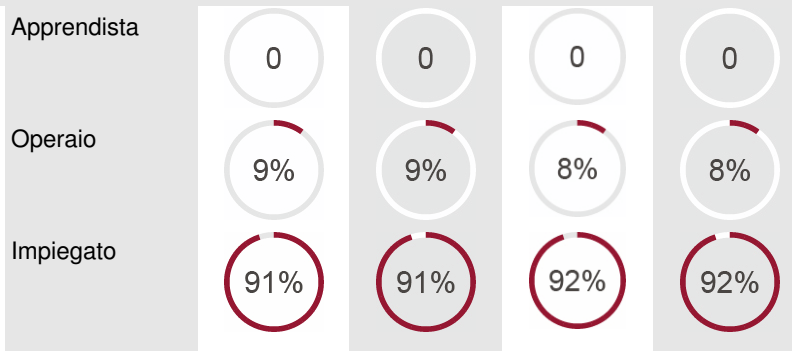 Apprendista
0 0 0 0
Operaio
9% 9% 8% 8%
Impiegato
91% 91% 92% 92%